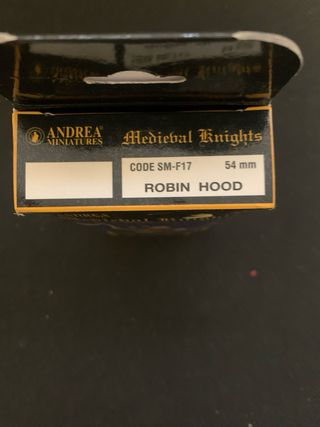 ANDREA
MINIATURES
Medieval Knights
CODE SM-F17 54 mm
ROBIN HOOD